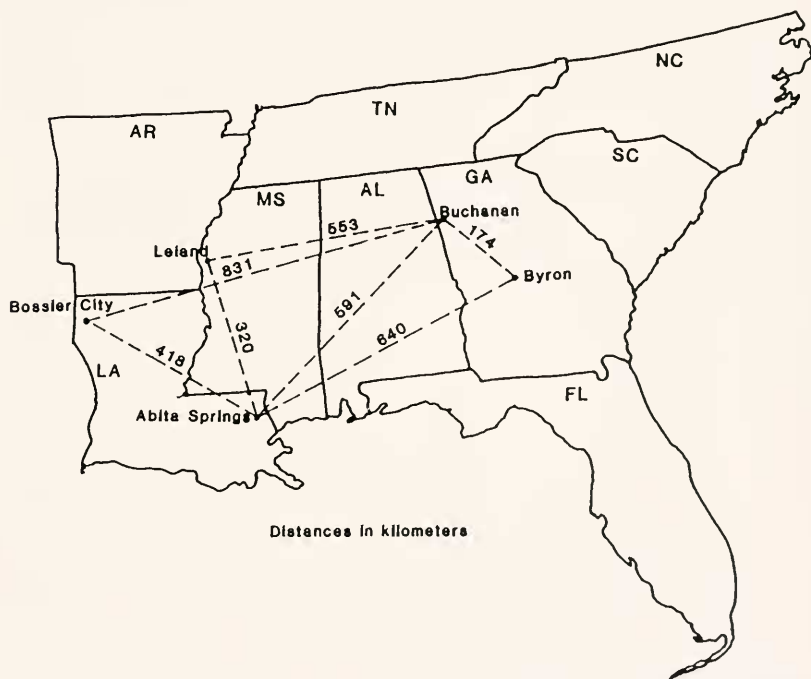 NC
TN
AR
SC
GA
MS
AL
Buchanan
553
174
Leland
831
Byron
Bossler City
591
320
640
418
LA
FL
Abita Springs
Distances in kilometers